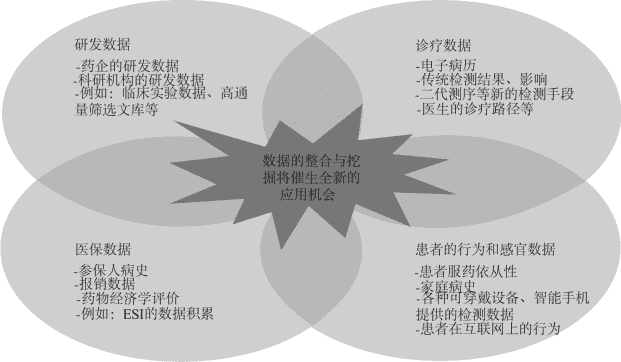 研发数据
-药企的研发数据
-科研机构的研发数据
-例如：临床实验数据、高通
量筛选文库等
诊疗数据
-电子病历
-传统检测结果、影响
-二代测序等新的检测手段
-医生的诊疗路径等
数据的整合与挖
掘将催生全新的
应用机会
医保数据
-参保人病史
-报销数据
-药物经济学评价
-例如：ESI的数据积累
患者的行为和感官数据
-患者服药依从性
-家庭病史
-各种可穿戴设备、智能手机
提供的检测数据
-患者在互联网上的行为